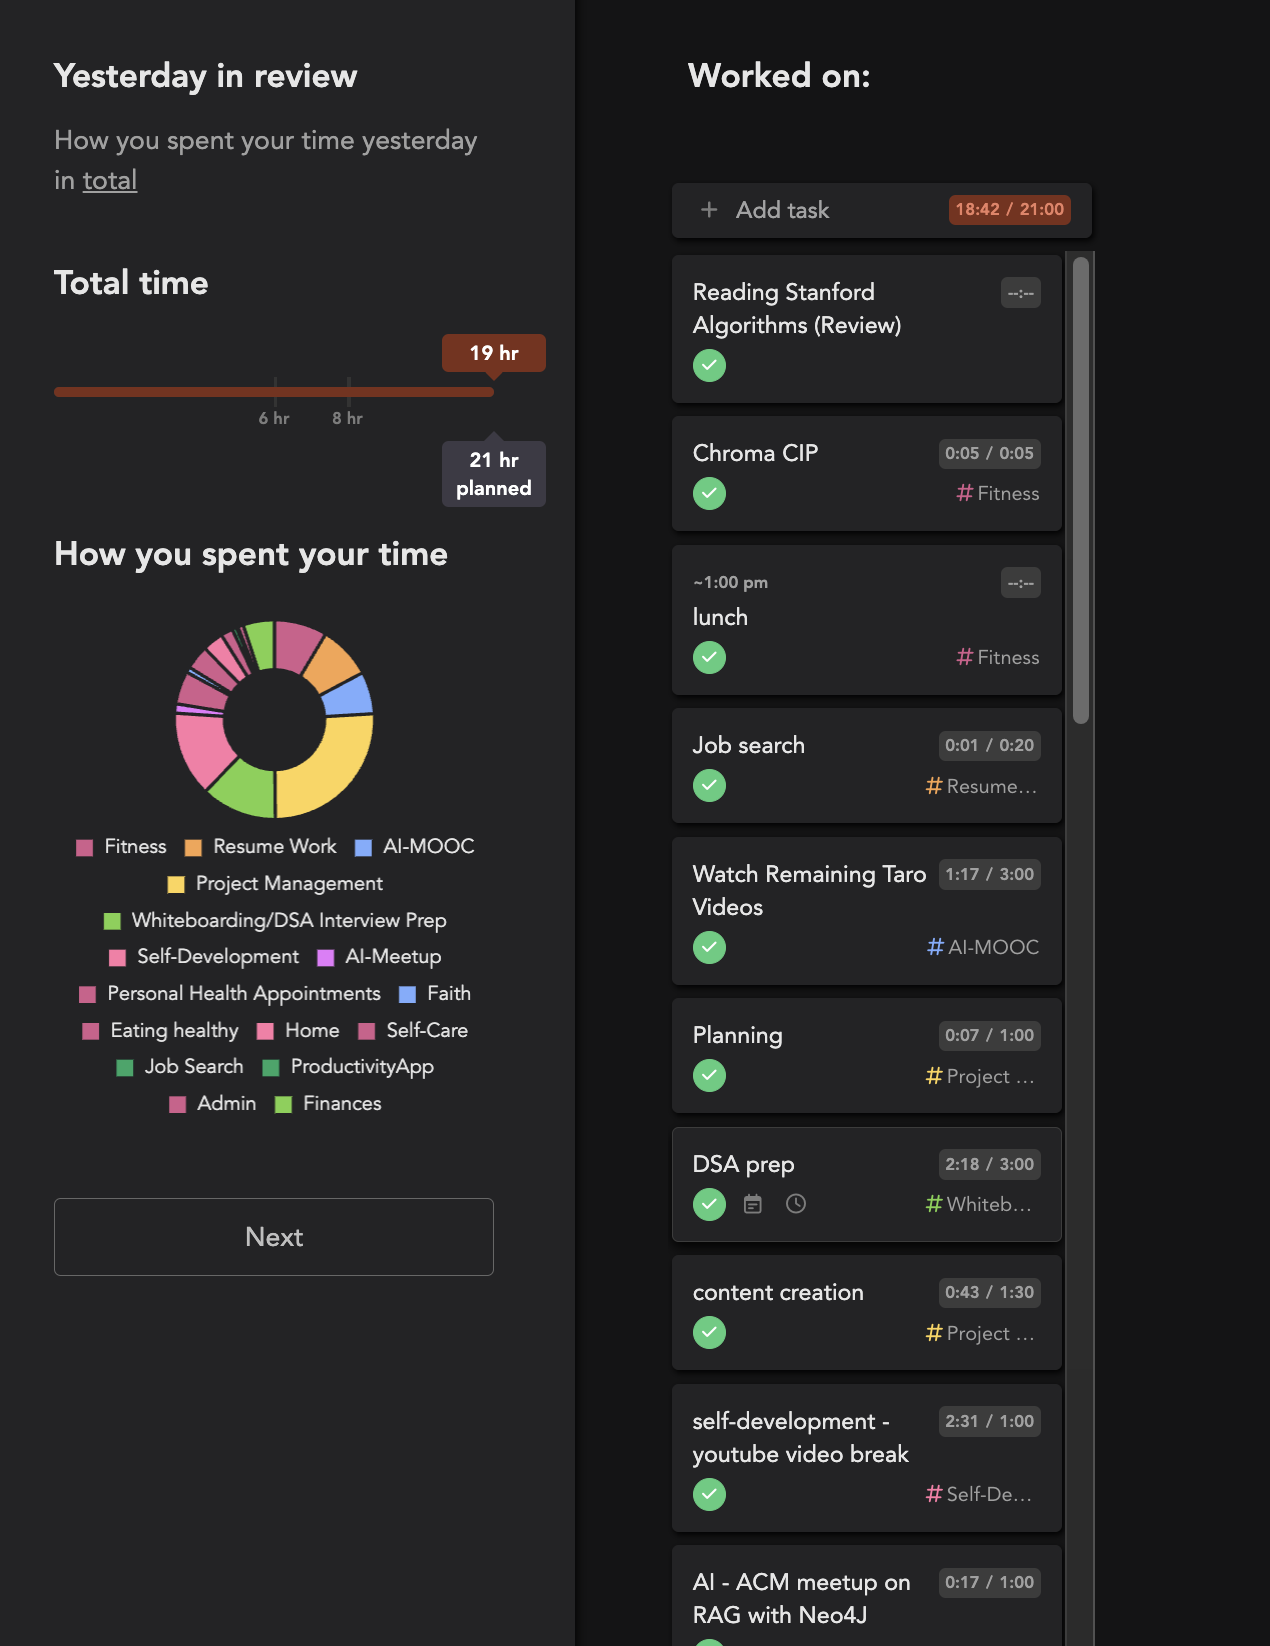 Yesterday in review
How you spent your time yesterday
in total
Total time
19 hr
6 hr
8 hr
21 hr
planned
How you spent your time
Fitness
Resume Work
AI-MOOC
Project Management
Whiteboarding/DSA Interview Prep
Self-Development
AI-Meetup
Personal Health Appointments
Faith
Eating healthy
Home
Self-Care
Job Search
ProductivityApp
Admin
Finances
Next
Worked on:
+ Add task
18:42 / 21:00
Reading Stanford
Algorithms (Review)
--:--
Chroma CIP
0:05 / 0:05
# Fitness
~1:00 pm
--:--
lunch
# Fitness
Job search
0:01 / 0:20
# Resume...
Watch Remaining Taro
Videos
1:17 / 3:00
# AI-MOOC
Planning
0:07 / 1:00
# Project ...
DSA prep
2:18 / 3:00
# Whiteb...
content creation
0:43 / 1:30
# Project ...
self-development -
youtube video break
2:31 / 1:00
# Self-De...
AI - ACM meetup on
RAG with Neo4J
0:17 / 1:00